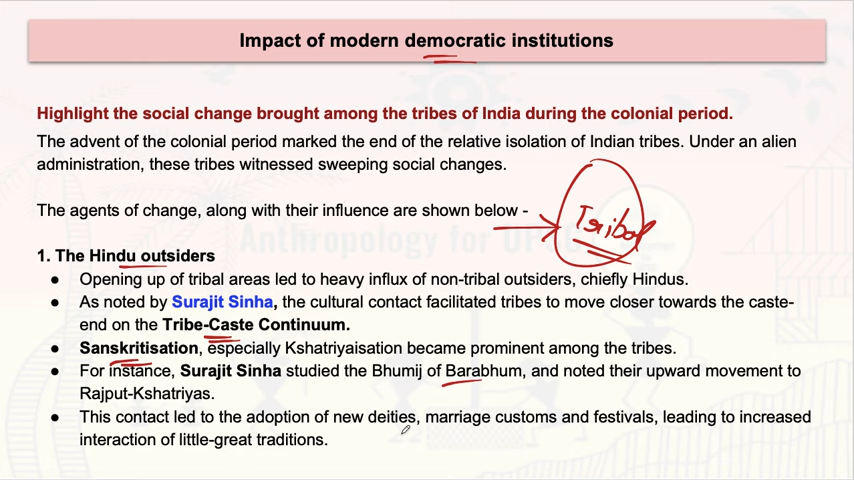 Impact of modern democratic institutions
Highlight the social change brought among the tribes of India during the colonial period.
The advent of the colonial period marked the end of the relative isolation of Indian tribes. Under an alien
administration, these tribes witnessed sweeping social changes.
The agents of change, along with their influence are shown below -
Tribal
Anthropology for UPSC
1. The Hindu outsiders
● Opening up of tribal areas led to heavy influx of non-tribal outsiders, chiefly Hindus.
● As noted by Surajit Sinha, the cultural contact facilitated tribes to move closer towards the caste-
end on the Tribe-Caste Continuum.
● Sanskritisation, especially Kshatriyaisation became prominent among the tribes.
● For instance, Surajit Sinha studied the Bhumij of Barabhum, and noted their upward movement to
Rajput-Kshatriyas.
● This contact led to the adoption of new deities, marriage customs and festivals, leading to increased
interaction of little-great traditions.